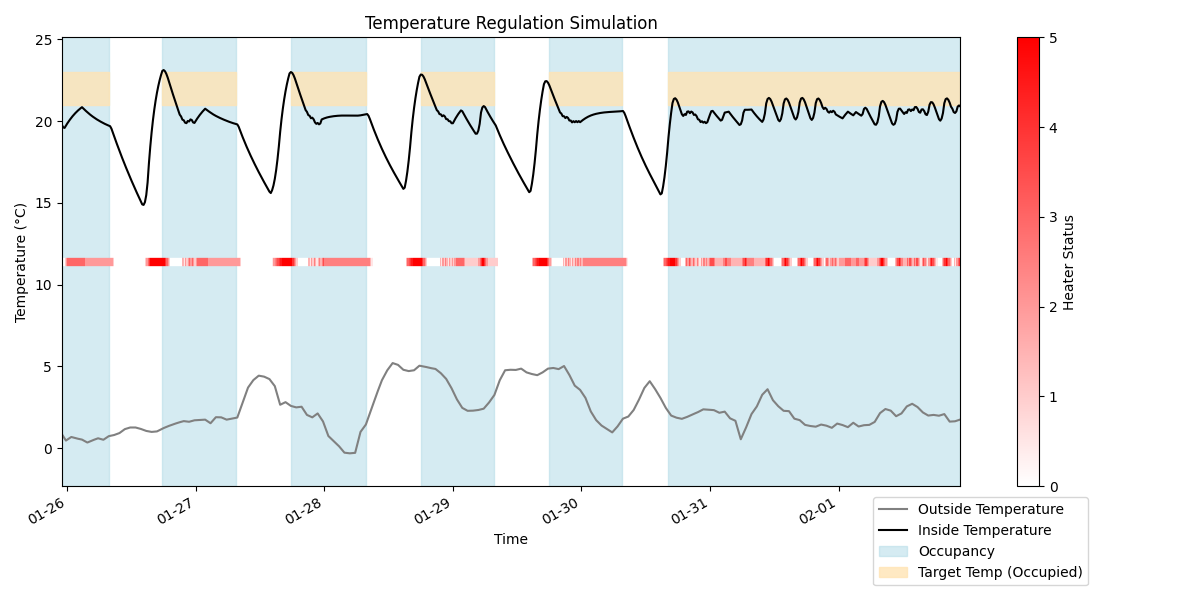 Temperature Regulation Simulation
25
20
15
10
5
0
Temperature (°C)
01-26
01-27
01-28
01-29
01-30
01-31
02-01
Time
5
4
3
2
1
0
Heater Status
Outside Temperature
Inside Temperature
Occupancy
Target Temp (Occupied)